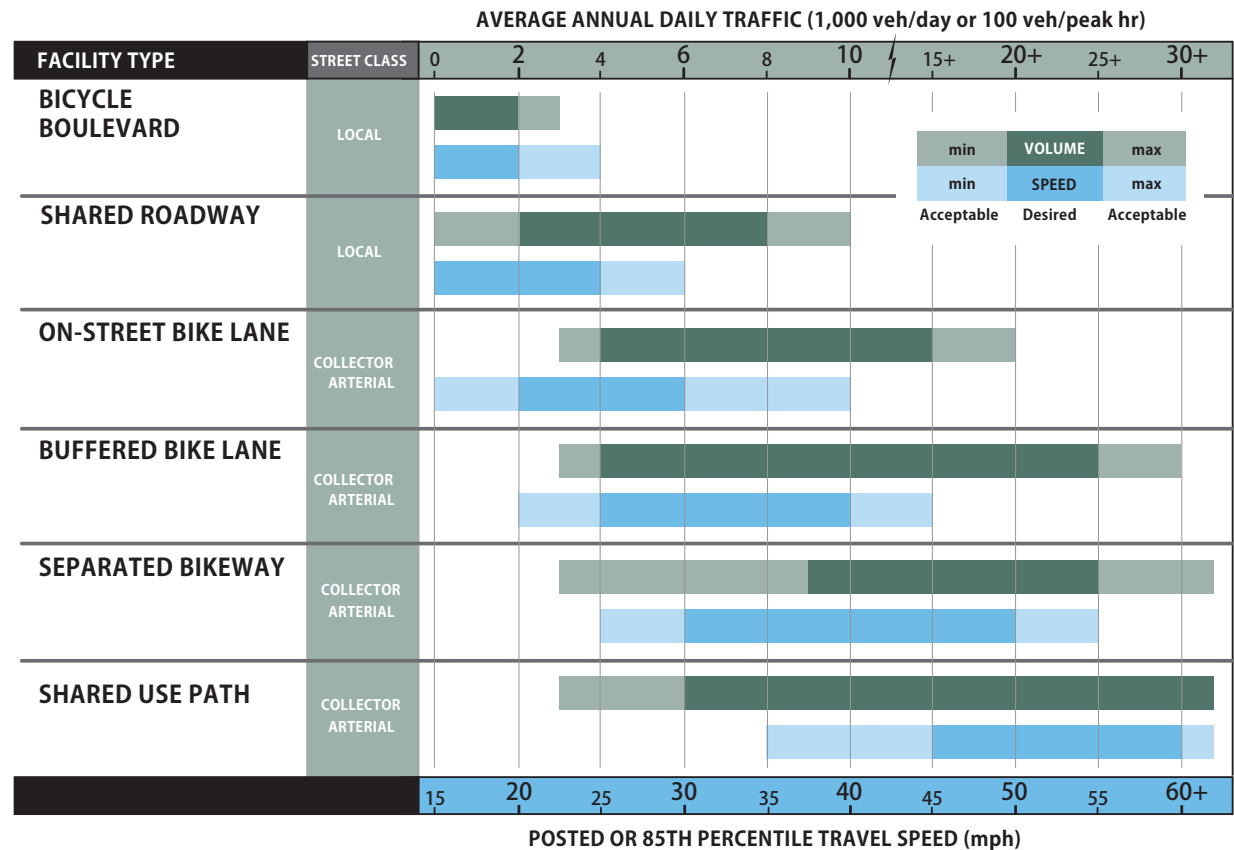 AVERAGE ANNUAL DAILY TRAFFIC (1,000 veh/day or 100 veh/peak hr)
FACILITY TYPE STREET CLASS 0 2 4 6 8 10 15+ 20+ 25+ 30+
BICYCLE
BOULEVARD
LOCAL
min VOLUME max
min SPEED max
Acceptable Desired Acceptable
SHARED ROADWAY
LOCAL
ON-STREET BIKE LANE
COLLECTOR
ARTERIAL
BUFFERED BIKE LANE
COLLECTOR
ARTERIAL
SEPARATED BIKEWAY
COLLECTOR
ARTERIAL
SHARED USE PATH
COLLECTOR
ARTERIAL
15 20 25 30 35 40 45 50 55 60+
POSTED OR 85TH PERCENTILE TRAVEL SPEED (mph)